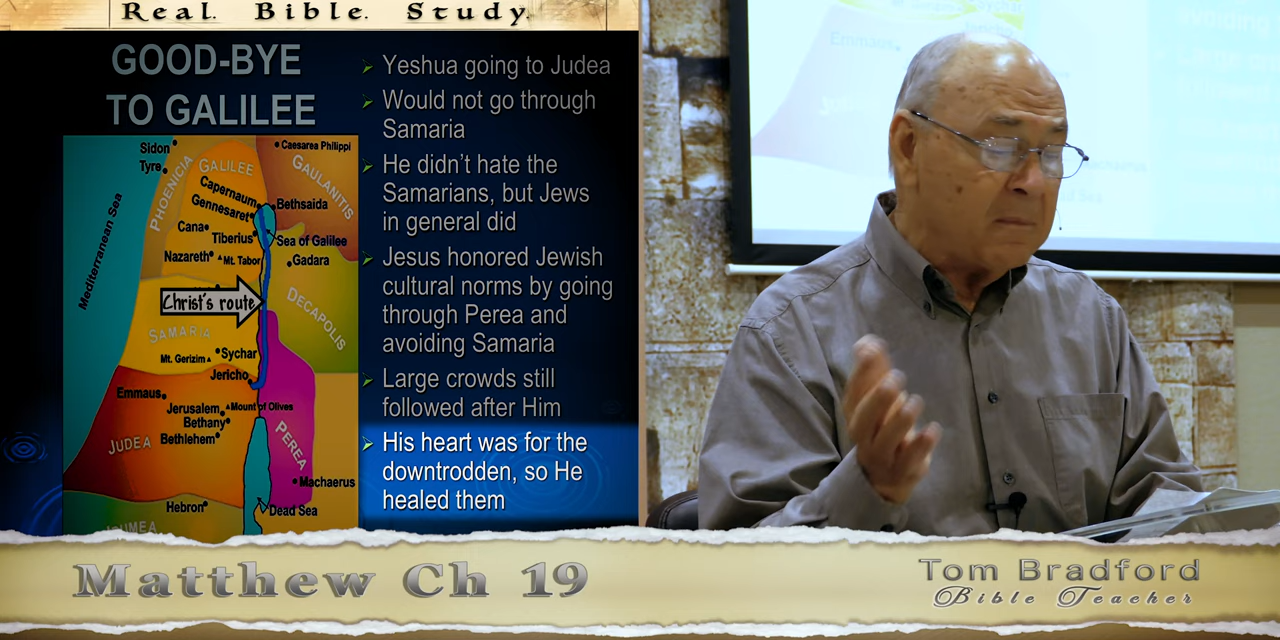 Real. Bible. Study.
GOOD-BYE
TO GALILEE
Yeshua going to Judea
Would not go through
Samaria
He didn't hate the
Samarians, but Jews
in general did
Jesus honored Jewish
cultural norms by going
through Perea and
avoiding Samaria
Large crowds still
followed after Him
His heart was for the
downtrodden, so He
healed them
Sidon
Tyre
Caesarea Philippi
PHOENICIA
GALILEE
GAULANITIS
Capernaum
Gennesaret
Bethsaida
Mediterranean Sea
Cana
Tiberius
Sea of Galilee
Nazareth
Mt. Tabor
Gadara
Christ's route
DECAPOLIS
SAMARIA
Mt. Gerizim
Sychar
Jericho
Emmaus
Jerusalem
Mount of Olives
Bethany
JUDEA
Bethlehem
PEREA
Machaerus
Hebron
Dead Sea
UMEA
Sychar
Emmaus
Matthew Ch 19
Tom Bradford
Bible Teacher